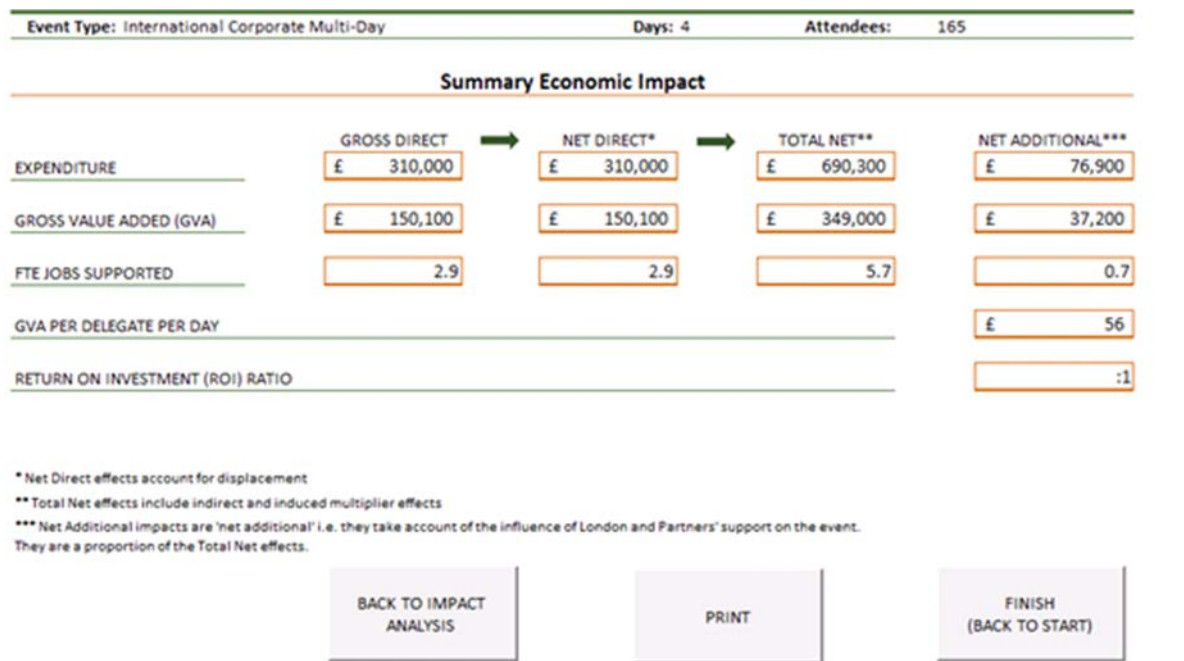 Event Type: International Corporate Multi-Day Days: 4 Attendees: 165
Summary Economic Impact
GROSS DIRECT NET DIRECT* TOTAL NET** NET ADDITIONAL***
EXPENDITURE £ 310,000 £ 310,000 £ 690,300 £ 76,900
GROSS VALUE ADDED (GVA) £ 150,100 £ 150,100 £ 349,000 £ 37,200
FTE JOBS SUPPORTED 2.9 2.9 5.7 0.7
GVA PER DELEGATE PER DAY £ 56
RETURN ON INVESTMENT (ROI) RATIO :1
* Net Direct effects account for displacement
** Total Net effects include indirect and induced multiplier effects
*** Net Additional impacts are 'net additional' i.e. they take account of the influence of London and Partners' support on the event.
They are a proportion of the Total Net effects.
BACK TO IMPACT
ANALYSIS
PRINT
FINISH
(BACK TO START)